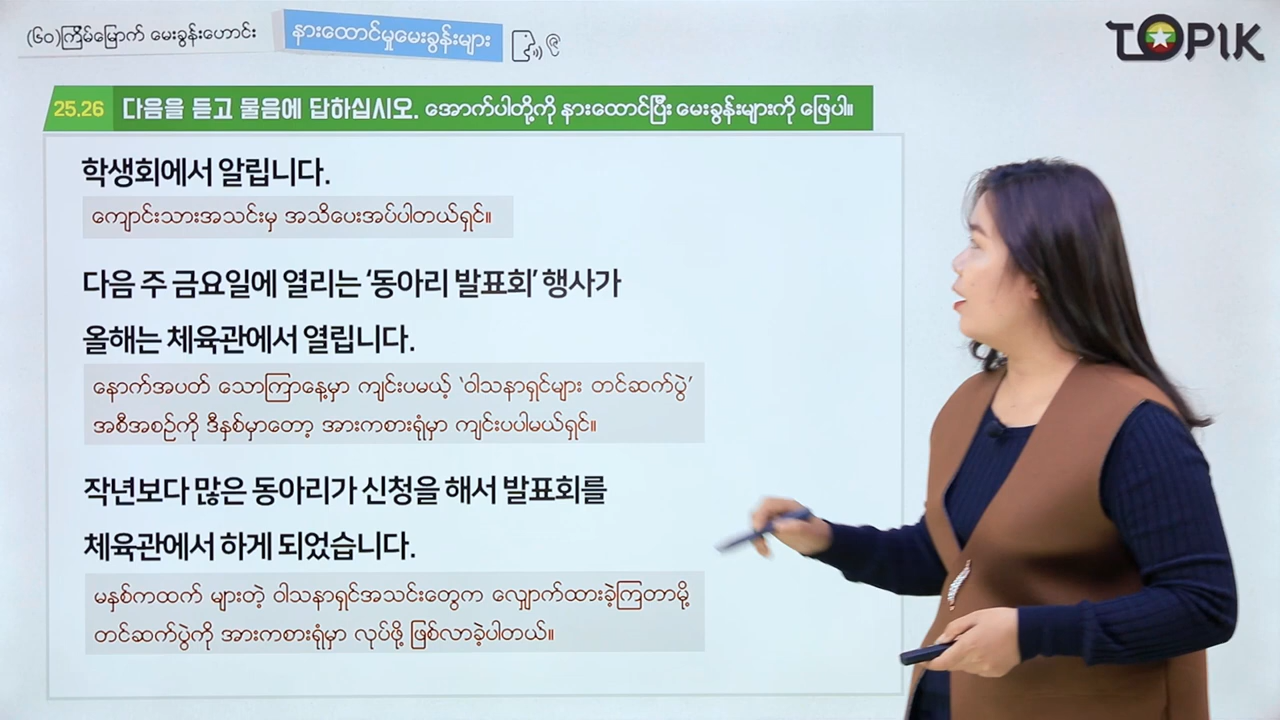 (၆၀)ကြိမ်မြောက် မေးခွန်းဟောင်း
နားထောင်မှုမေးခွန်းများ
TOPIK
25.26 다음을 듣고 물음에 답하십시오. အောက်ပါတို့ကို နားထောင်ပြီး မေးခွန်းများကို ဖြေပါ။
학생회에서 알립니다.
ကျောင်းသားအသင်းမှ အသိပေးအပ်ပါတယ်ရှင်။
다음 주 금요일에 열리는 ‘동아리 발표회’ 행사가
올해는 체육관에서 열립니다.
နောက်အပတ် သောကြာနေ့မှာ ကျင်းပမယ့် ‘ဝါသနာရှင်များ တင်ဆက်ပွဲ’
အစီအစဉ်ကို ဒီနှစ်မှာတော့ အားကစားရုံမှာ ကျင်းပပါမယ်ရှင်။
작년보다 많은 동아리가 신청을 해서 발표회를
체육관에서 하게 되었습니다.
မနှစ်ကထက် များတဲ့ ဝါသနာရှင်အသင်းတွေက လျှောက်ထားခဲ့ကြတာမို့
တင်ဆက်ပွဲကို အားကစားရုံမှာ လုပ်ဖို့ ဖြစ်လာခဲ့ပါတယ်။